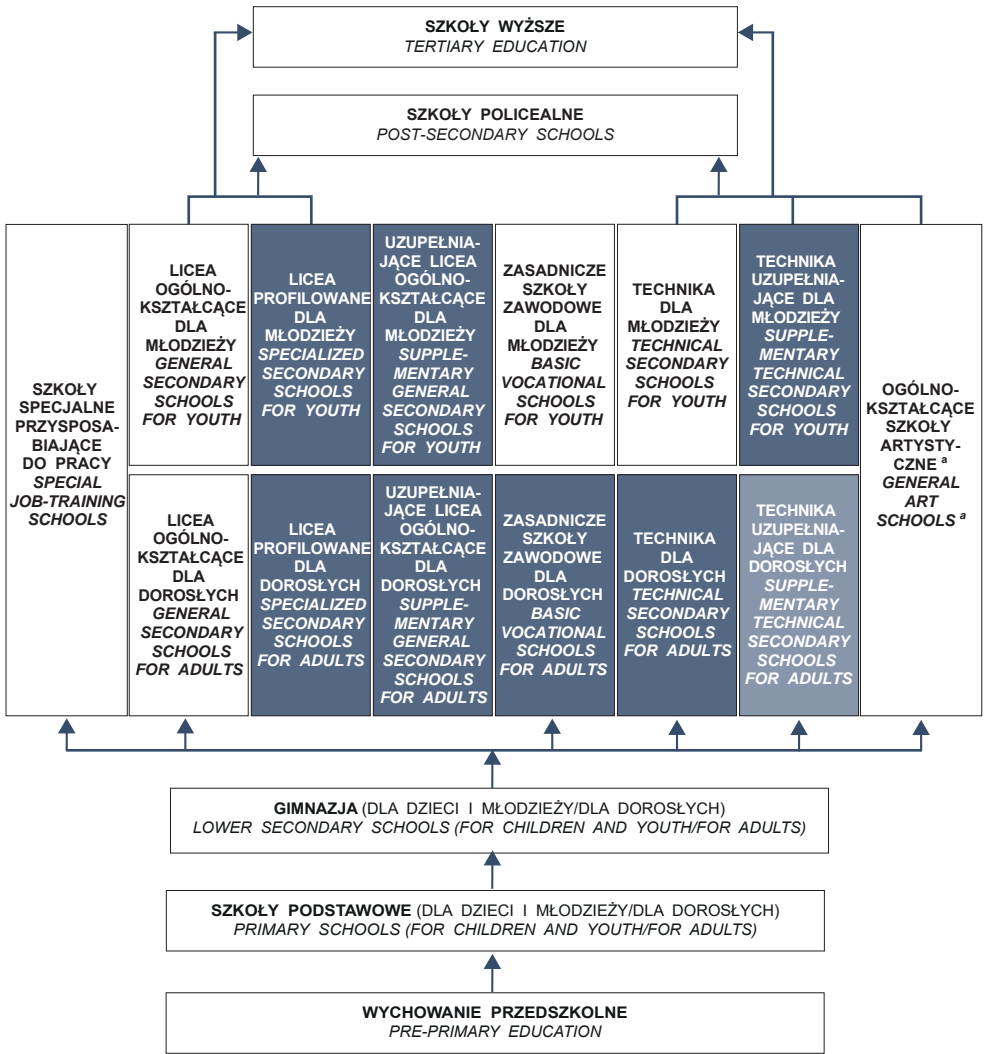 SZKOŁY WYŻSZE
TERTIARY EDUCATION
SZKOŁY POLICEALNE
POST-SECONDARY SCHOOLS
SZKOŁY
SPECJALNE
PRZYSPOSA-
BIAJĄCE
DO PRACY
SPECIAL
JOB-TRAINING
SCHOOLS
LICEA
OGÓLNO-
KSZTAŁCĄCE
DLA
MŁODZIEŻY
GENERAL
SECONDARY
SCHOOLS
FOR YOUTH
LICEA
PROFILOWANE
DLA
MŁODZIEŻY
SPECIALIZED
SECONDARY
SCHOOLS
FOR YOUTH
UZUPEŁNIA-
JĄCE LICEA
OGÓLNO-
KSZTAŁCĄCE
DLA
MŁODZIEŻY
SUPPLE-
MENTARY
GENERAL
SECONDARY
SCHOOLS
FOR YOUTH
ZASADNICZE
SZKOŁY
ZAWODOWE
DLA
MŁODZIEŻY
BASIC
VOCATIONAL
SCHOOLS
FOR YOUTH
TECHNIKA
DLA
MŁODZIEŻY
TECHNICAL
SECONDARY
SCHOOLS
FOR YOUTH
TECHNIKA
UZUPEŁNIA-
JĄCE DLA
MŁODZIEŻY
SUPPLE-
MENTARY
TECHNICAL
SECONDARY
SCHOOLS
FOR YOUTH
OGÓLNO-
KSZTAŁCĄCE
SZKOŁY
ARTYSTY-
CZNE a
GENERAL
ART
SCHOOLS a
LICEA
OGÓLNO-
KSZTAŁCĄCE
DLA
DOROSŁYCH
GENERAL
SECONDARY
SCHOOLS
FOR ADULTS
LICEA
PROFILOWANE
DLA
DOROSŁYCH
SPECIALIZED
SECONDARY
SCHOOLS
FOR ADULTS
UZUPEŁNIA-
JĄCE LICEA
OGÓLNO-
KSZTAŁCĄCE
DLA
DOROSŁYCH
SUPPLE-
MENTARY
GENERAL
SECONDARY
SCHOOLS
FOR ADULTS
ZASADNICZE
SZKOŁY
ZAWODOWE
DLA
DOROSŁYCH
BASIC
VOCATIONAL
SCHOOLS
FOR ADULTS
TECHNIKA
DLA
DOROSŁYCH
TECHNICAL
SECONDARY
SCHOOLS
FOR ADULTS
TECHNIKA
UZUPEŁNIA-
JĄCE DLA
DOROSŁYCH
SUPPLE-
MENTARY
TECHNICAL
SECONDARY
SCHOOLS
FOR ADULTS
GIMNAZJA (DLA DZIECI I MŁODZIEŻY/DLA DOROSŁYCH)
LOWER SECONDARY SCHOOLS (FOR CHILDREN AND YOUTH/FOR ADULTS)
SZKOŁY PODSTAWOWE (DLA DZIECI I MŁODZIEŻY/DLA DOROSŁYCH)
PRIMARY SCHOOLS (FOR CHILDREN AND YOUTH/FOR ADULTS)
WYCHOWANIE PRZEDSZKOLNE
PRE-PRIMARY EDUCATION